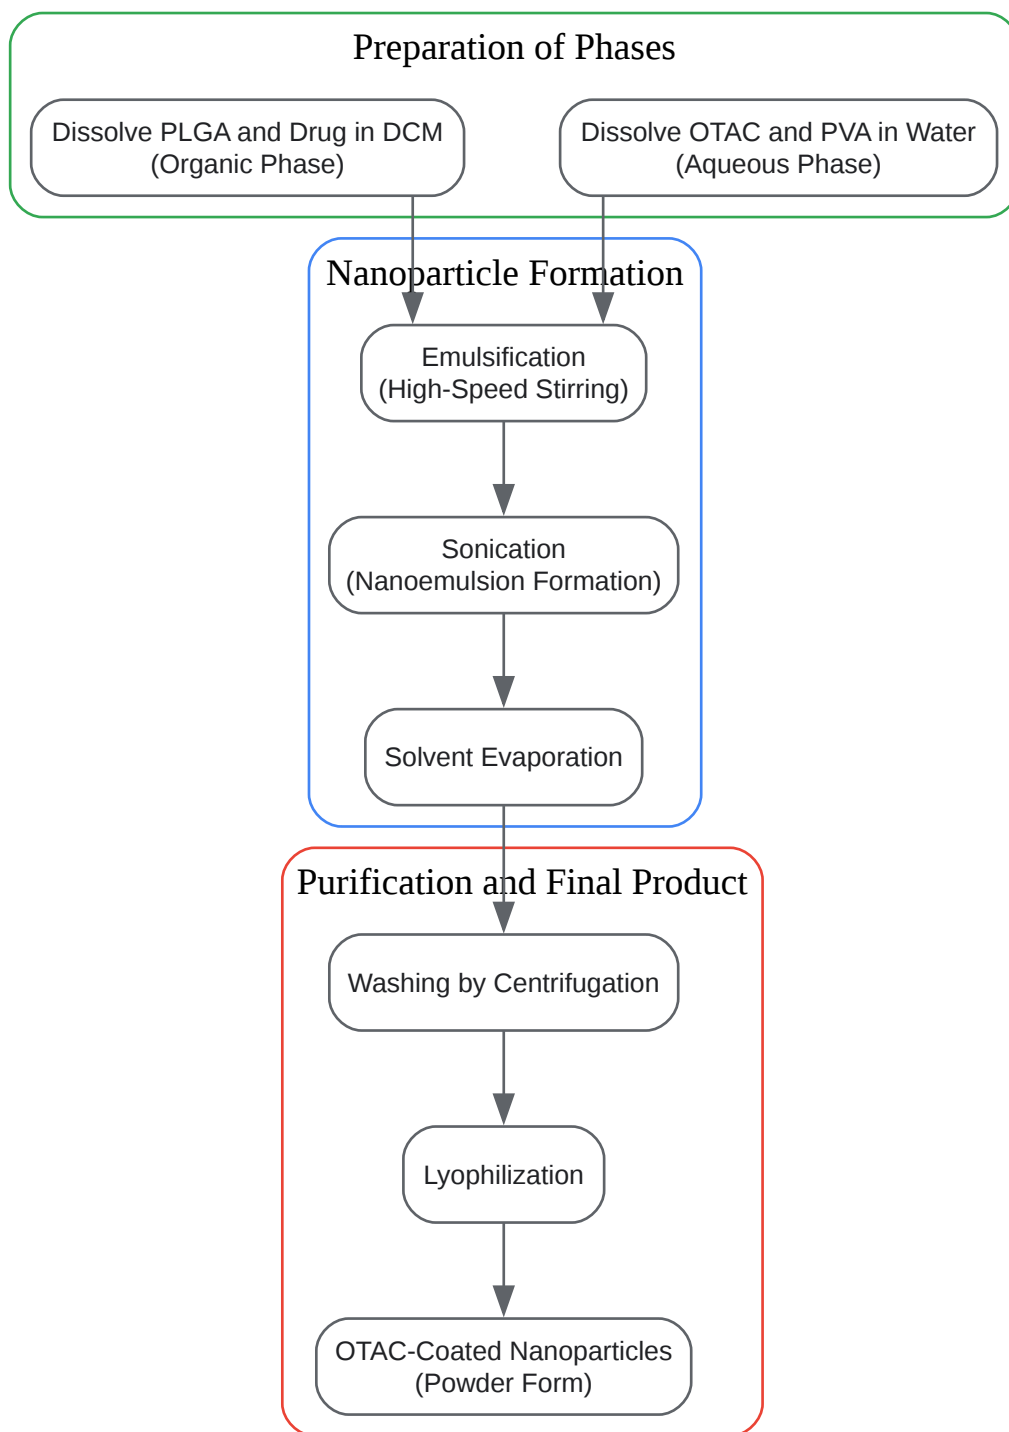 Preparation of Phases
Dissolve PLGA and Drug in DCM
(Organic Phase)
Dissolve OTAC and PVA in Water
(Aqueous Phase)
Nanoparticle Formation
Emulsification
(High-Speed Stirring)
Sonication
(Nanoemulsion Formation)
Solvent Evaporation
Purification and Final Product
Washing by Centrifugation
Lyophilization
OTAC-Coated Nanoparticles
(Powder Form)